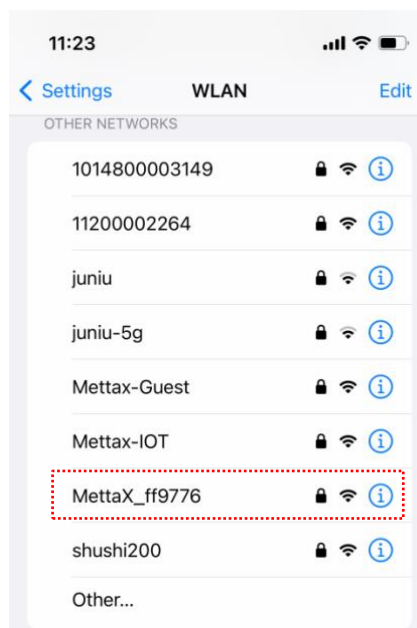 11:23
Settings WLAN Edit
OTHER NETWORKS
1014800003149
11200002264
juniu
juniu-5g
Mettax-Guest
Mettax-IOT
MettaX_ff9776
shushi200
Other...